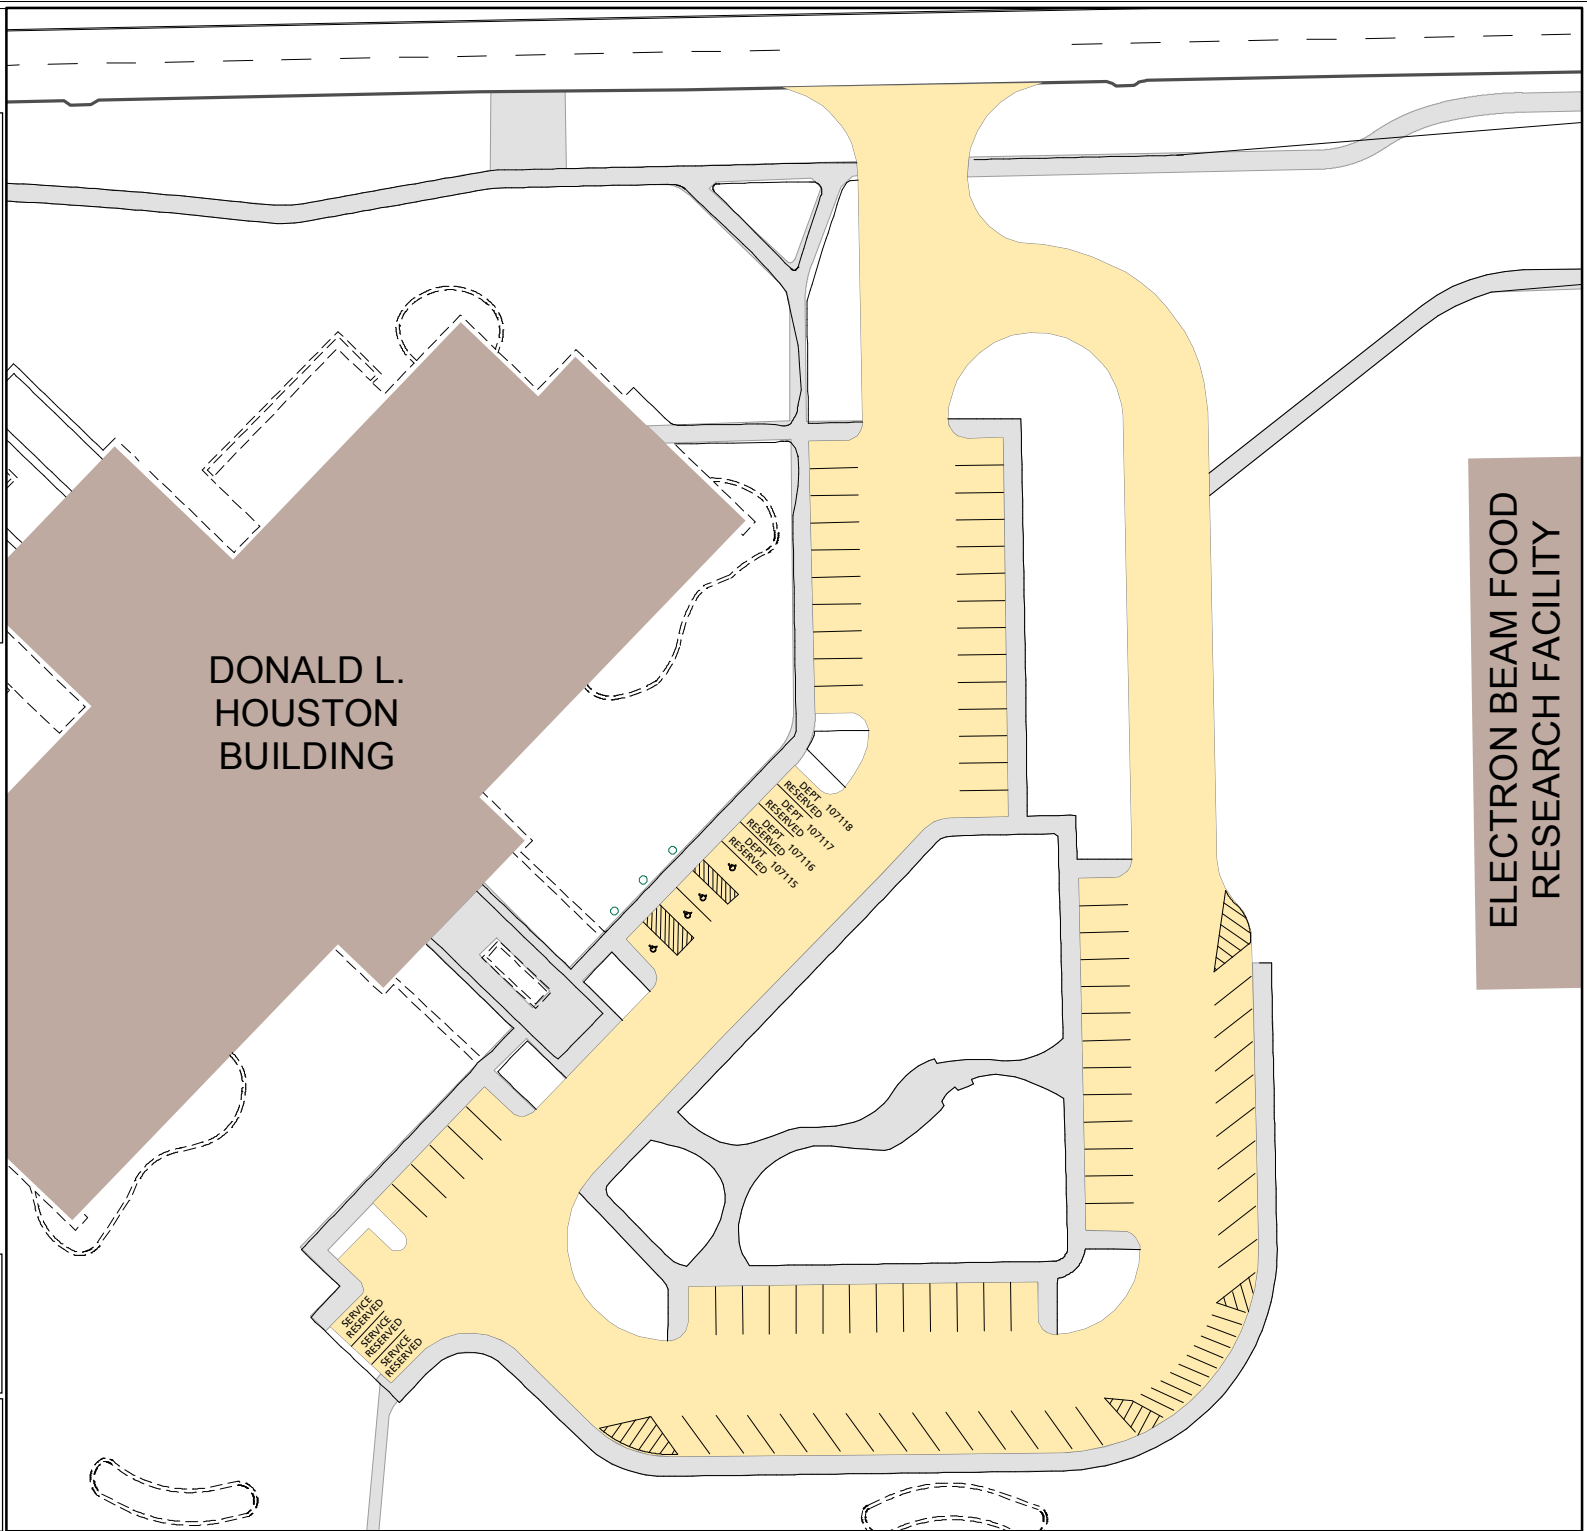 DONALD L.
HOUSTON
BUILDING
ELECTRON BEAM FOOD
RESEARCH FACILITY
DEPT 107118
RESERVED
DEPT 107117
RESERVED
DEPT 107116
RESERVED
DEPT 107115
RESERVED
SERVICE
RESERVED
SERVICE
RESERVED
SERVICE
RESERVED